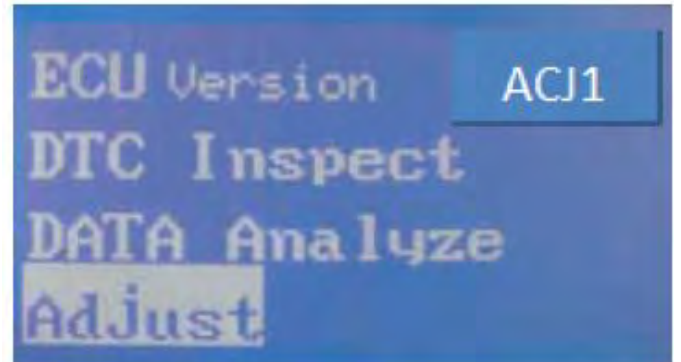 ECU Version
ACJ1
DTC Inspect
DATA Analyze
Adjust